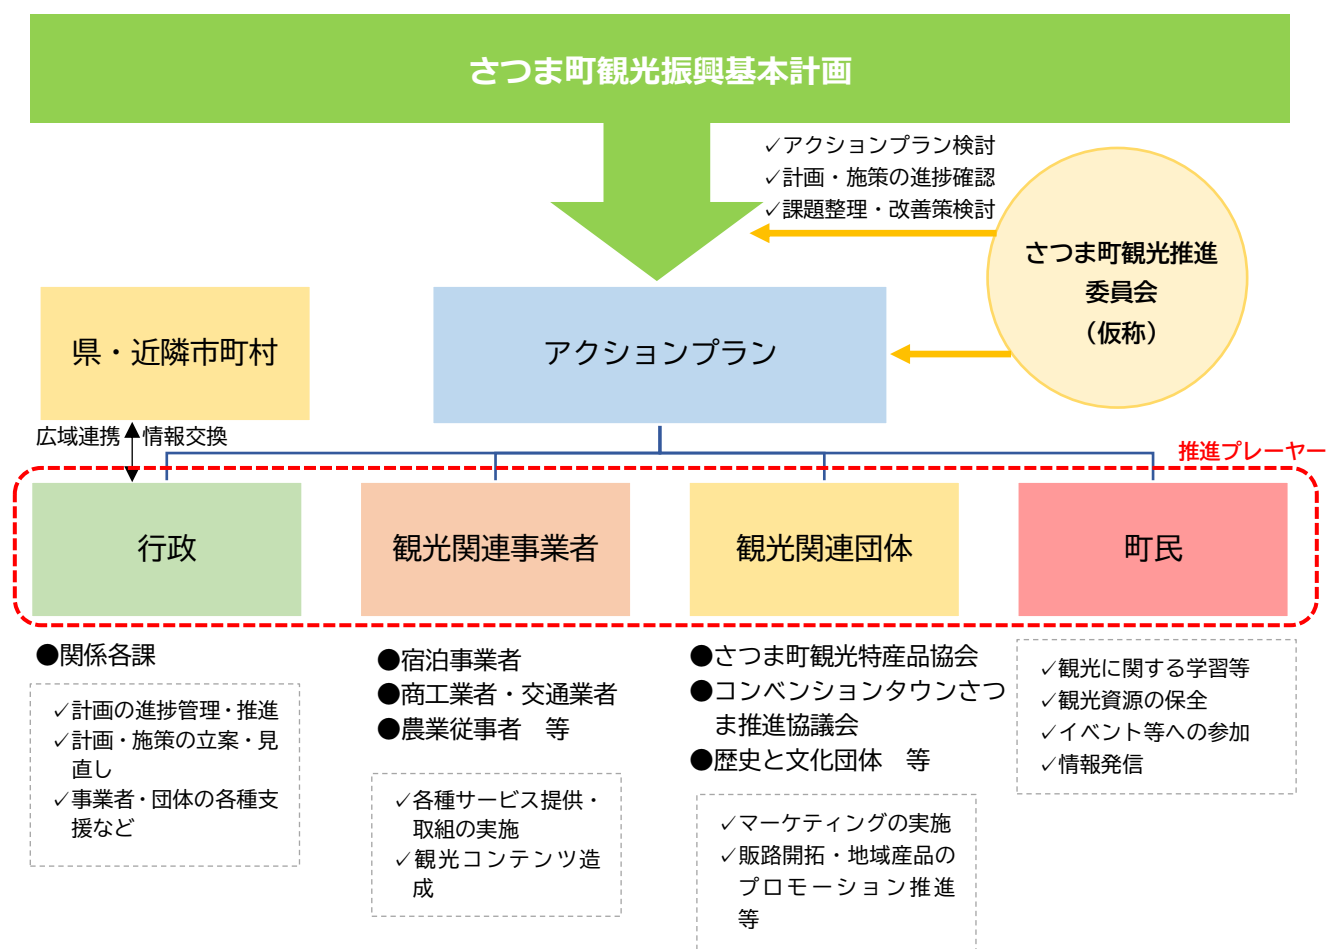 さつま町観光振興基本計画
✓アクションプラン検討
✓計画・施策の進捗確認
✓課題整理・改善策検討
さつま町観光推進
委員会
（仮称）
県・近隣市町村
アクションプラン
広域連携
情報交換
推進プレーヤー
行政
観光関連事業者
観光関連団体
町民
●関係各課
✓計画の進捗管理・推進
✓計画・施策の立案・見
直し
✓事業者・団体の各種支
援など
●宿泊事業者
●商工業者・交通業者
●農業従事者　等
✓各種サービス提供・
取組の実施
✓観光コンテンツ造
成
●さつま町観光特産品協会
●コンベンションタウンさつ
ま推進協議会
●歴史と文化団体　等
✓マーケティングの実施
✓販路開拓・地域産品の
プロモーション推進
等
✓観光に関する学習等
✓観光資源の保全
✓イベント等への参加
✓情報発信